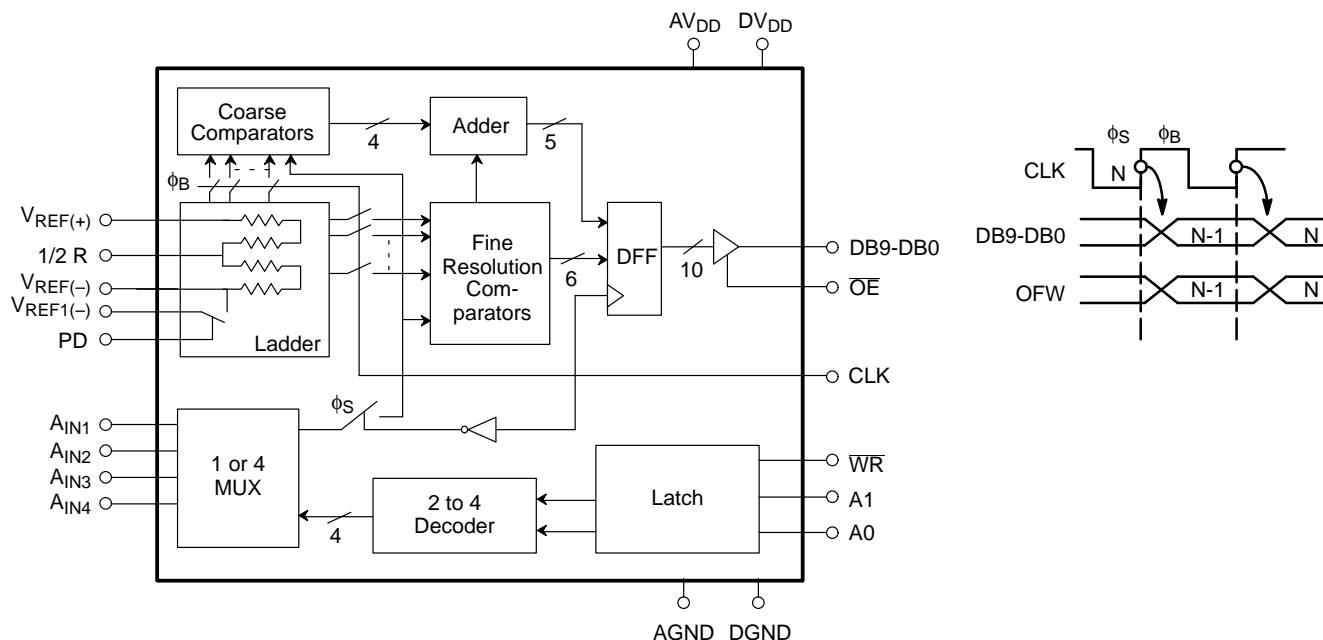 AVDD DVDD
Coarse
Comparators
4
Adder
5
ϕB
VREF(+)
1/2 R
VREF(–)
VREF1(–)
PD
Ladder
Fine
Resolution
Com-
parators
6
DFF
10
DB9-DB0
OE
CLK
ϕS
AIN1
AIN2
AIN3
AIN4
1 or 4
MUX
4
2 to 4
Decoder
Latch
WR
A1
A0
AGND DGND
ϕS ϕB
CLK N
DB9-DB0 N-1 N
OFW N-1 N